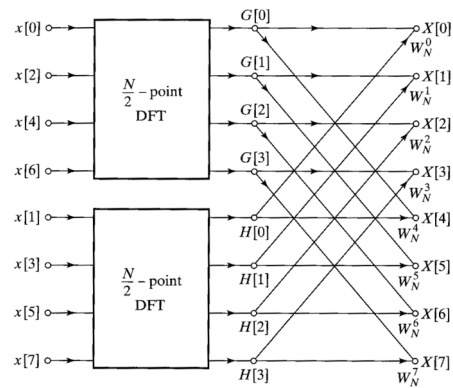 G[0]
x[0] X[0]
W_N^0
G[1]
x[2] X[1]
N/2 – point
DFT
W_N^1
G[2]
x[4] X[2]
W_N^2
G[3]
x[6] X[3]
W_N^3
x[1] X[4]
H[0] W_N^4
x[3] X[5]
N/2 – point
DFT
H[1] W_N^5
x[5] X[6]
H[2] W_N^6
x[7] X[7]
H[3] W_N^7